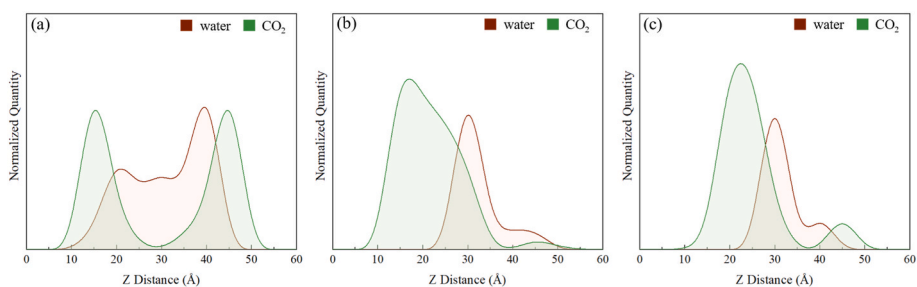 (a) water CO₂
Normalized Quantity
0 10 20 30 40 50 60
Z Distance (Å)
(b) water CO₂
Normalized Quantity
0 10 20 30 40 50 60
Z Distance (Å)
(c) water CO₂
Normalized Quantity
0 10 20 30 40 50 60
Z Distance (Å)